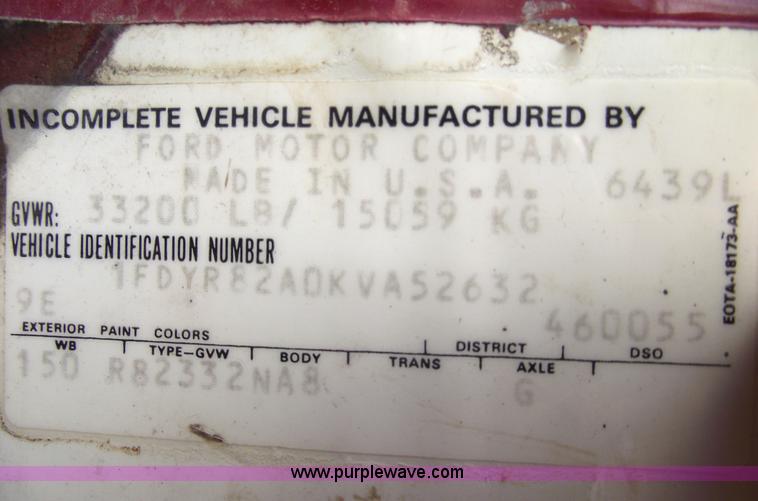 INCOMPLETE VEHICLE MANUFACTURED BY
FORD MOTOR COMPANY
MADE IN U.S.A. 6439L
GVWR: 33200 LB/ 15059 KG
VEHICLE IDENTIFICATION NUMBER
1FDYR82A0KVA52632
9E 460055
EXTERIOR PAINT COLORS DISTRICT DSO
WB TYPE-GVW BODY TRANS AXLE
150 R82332NA8 G
EOTA-18173-AA
www.purplewave.com